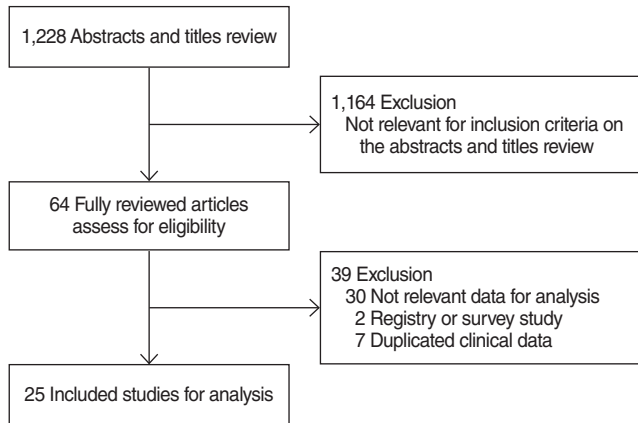 1,228 Abstracts and titles review
1,164 Exclusion
Not relevant for inclusion criteria on
the abstracts and titles review
64 Fully reviewed articles
assess for eligibility
39 Exclusion
30 Not relevant data for analysis
2 Registry or survey study
7 Duplicated clinical data
25 Included studies for analysis